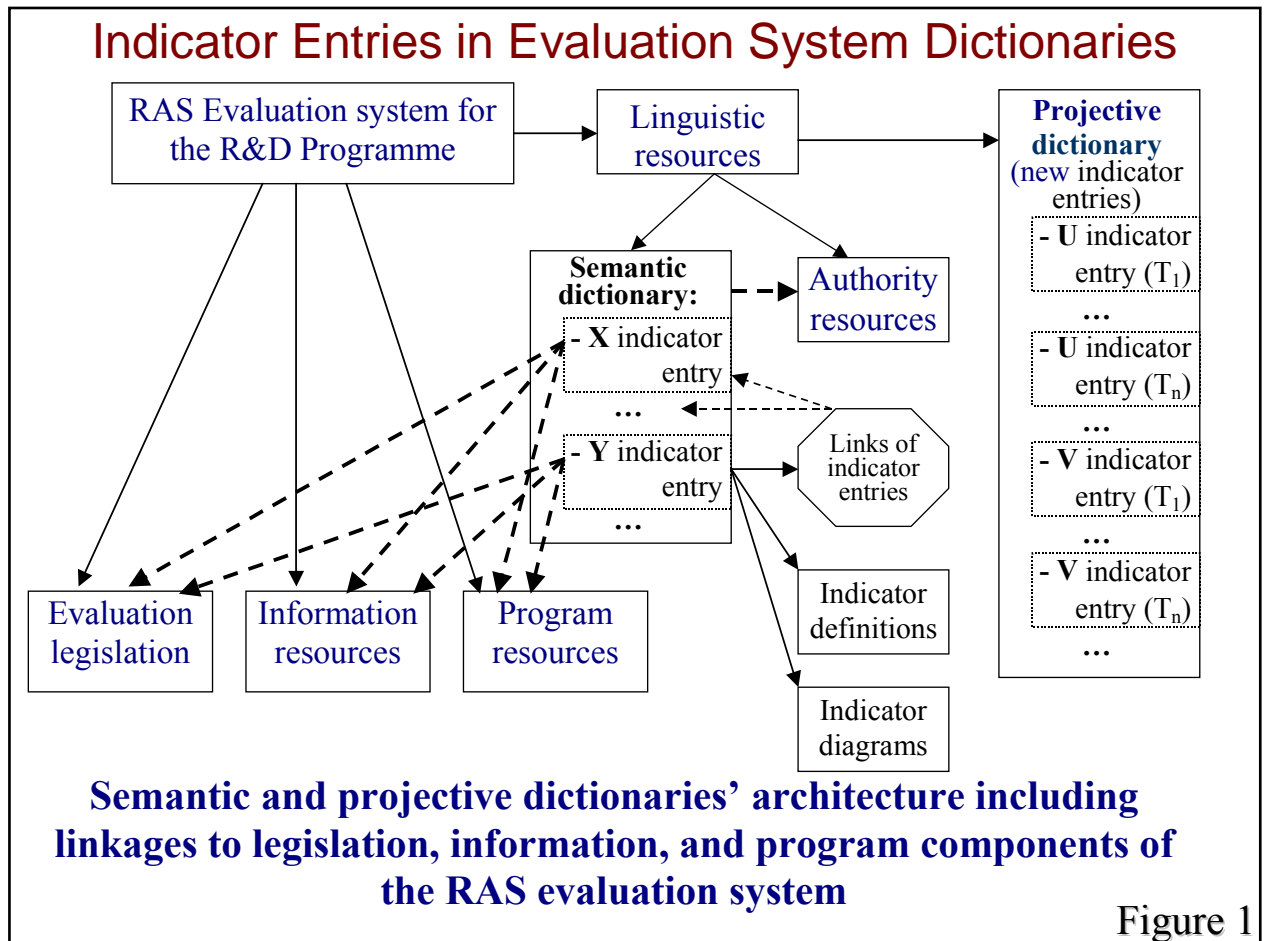 Indicator Entries in Evaluation System Dictionaries
RAS Evaluation system for
the R&D Programme
Linguistic
resources
Projective
dictionary
(new indicator
entries)
- U indicator
entry (T1)
...
- U indicator
entry (Tn)
...
- V indicator
entry (T1)
...
- V indicator
entry (Tn)
...
Semantic
dictionary:
- X indicator
entry
...
- Y indicator
entry
...
Authority
resources
Links of
indicator
entries
Evaluation
legislation
Information
resources
Program
resources
Indicator
definitions
Indicator
diagrams
Semantic and projective dictionaries’ architecture including
linkages to legislation, information, and program components of
the RAS evaluation system
Figure 1